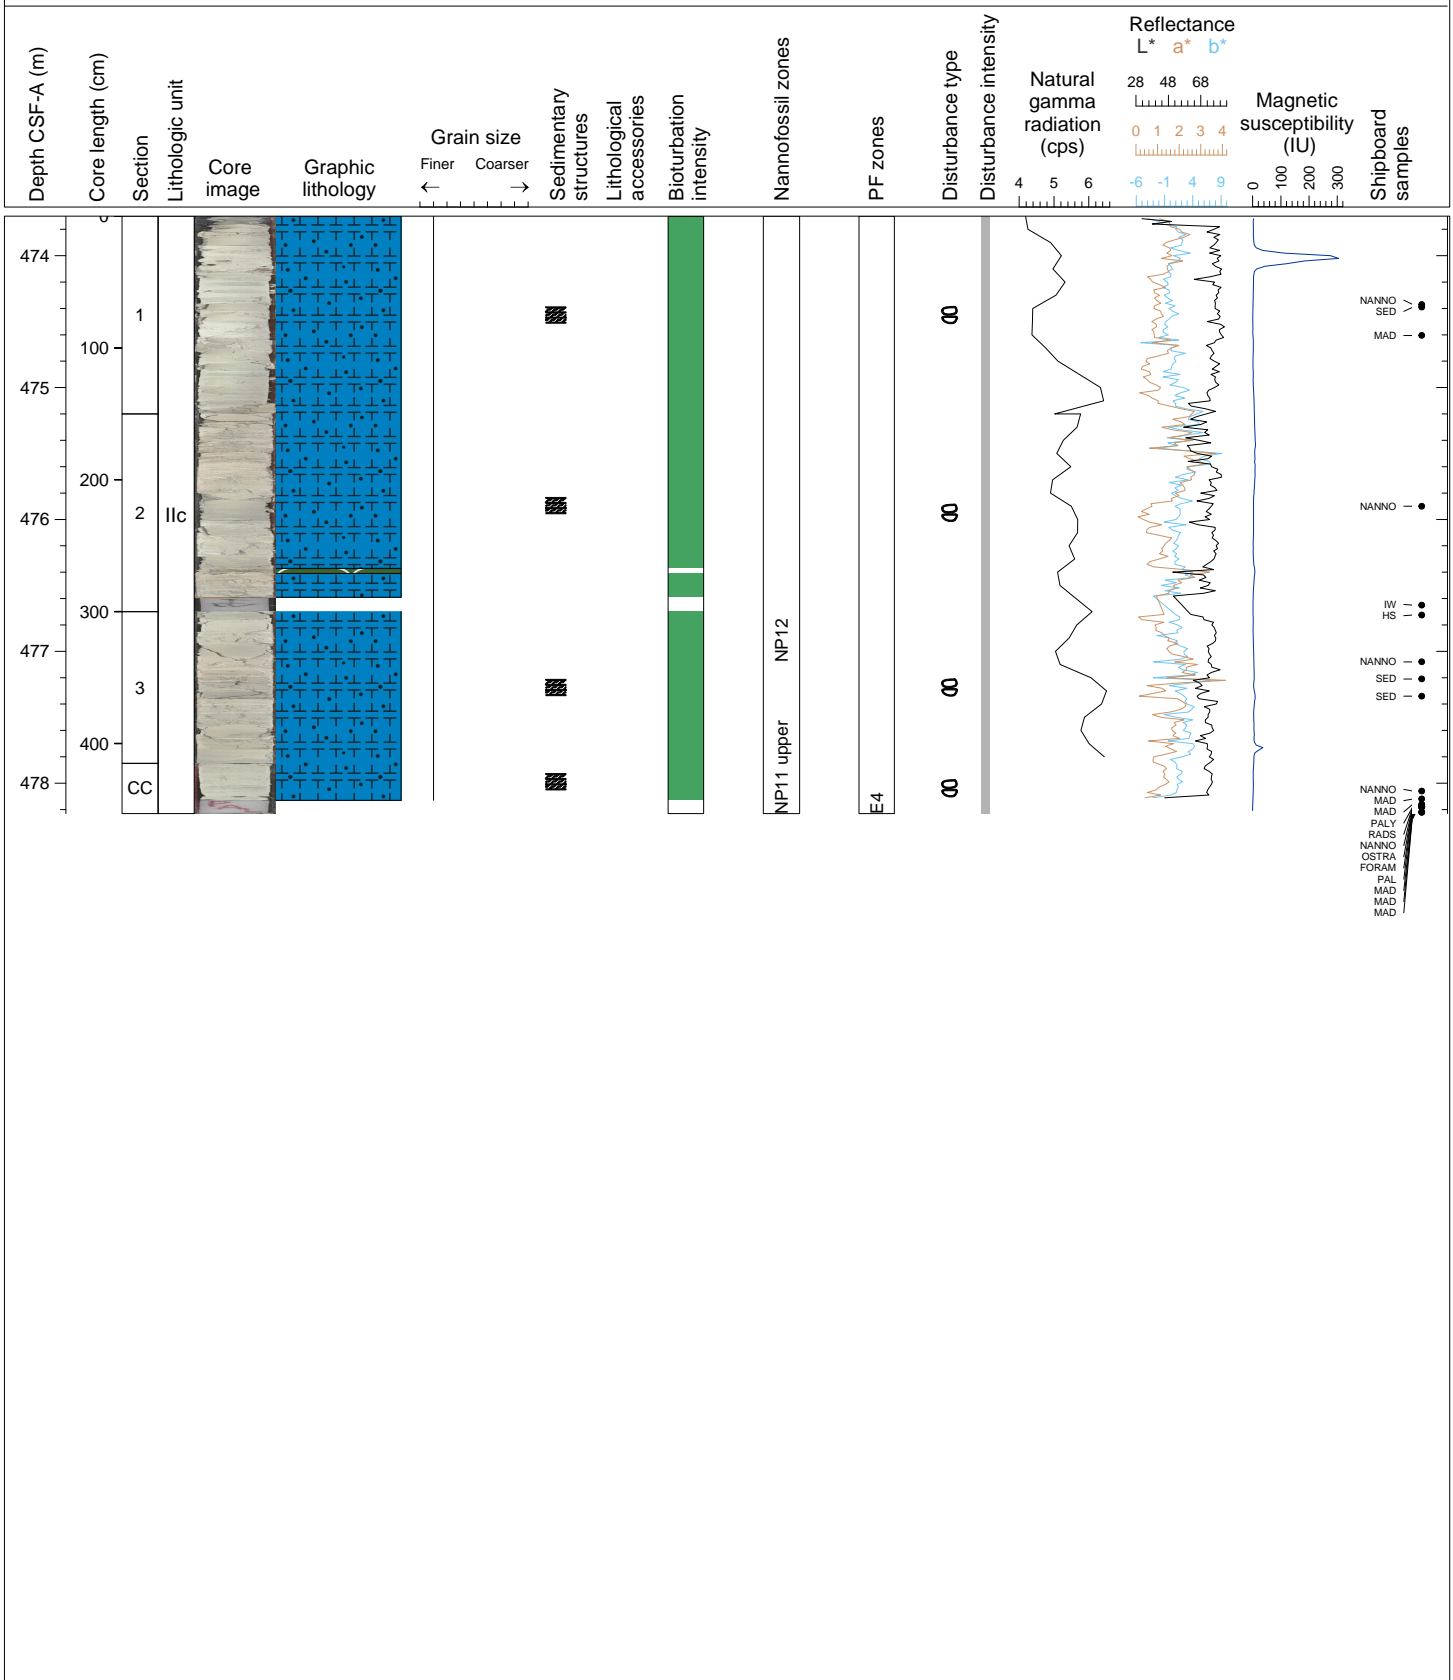 Depth CSF-A (m)
Core length (cm)
Section
Lithologic unit
Core
image
Graphic
lithology
Grain size
Finer Coarser
← →
Sedimentary
structures
Lithological
accessories
Bioturbation
intensity
Nannofossil zones
PF zones
Disturbance type
Disturbance intensity
Natural
gamma
radiation
(cps)
4 5 6
Reflectance
L* a* b*
28 48 68
0 1 2 3 4
-6 -1 4 9
Magnetic
susceptibility
(IU)
0 100 200 300
Shipboard
samples
0
474
NANNO
SED
1
MAD
100
475
200
NANNO
2
IIc
476
IW
300
HS
NP12
477
NANNO
SED
3
SED
400
NP11 upper
478
CC
E4
NANNO
MAD
MAD
PALY
RADS
NANNO
OSTRA
FORAM
PAL
MAD
MAD
MAD